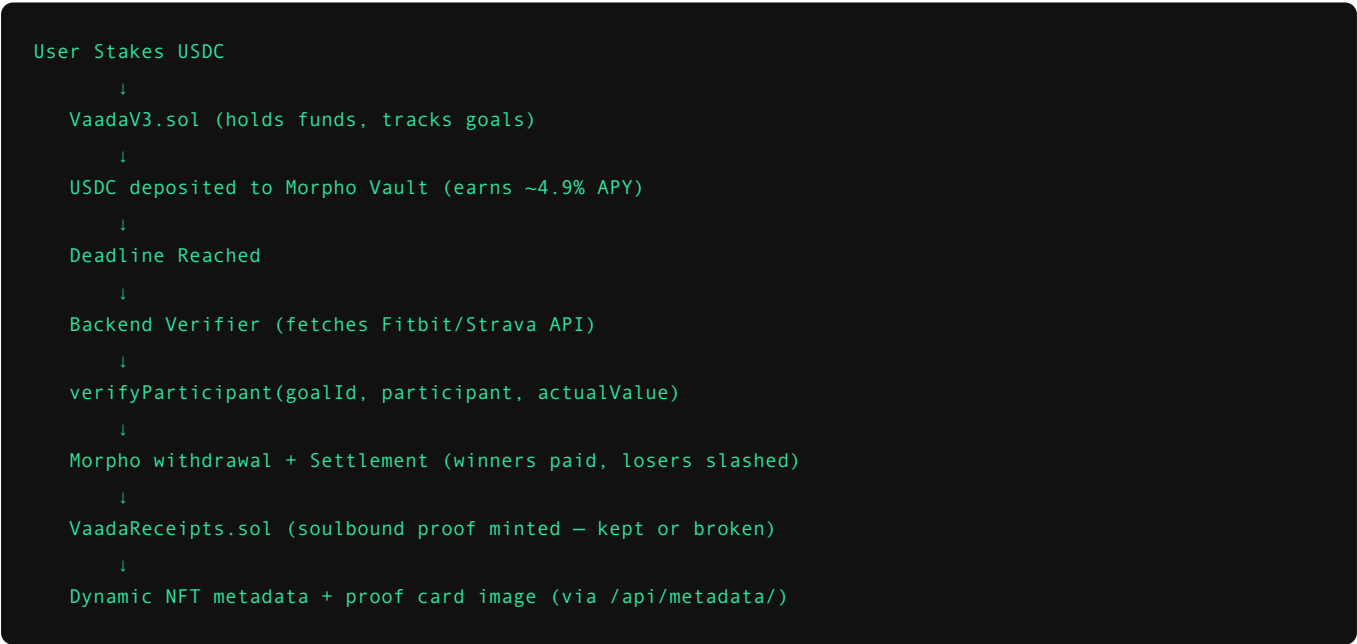 User Stakes USDC
↓
VaadaV3.sol (holds funds, tracks goals)
↓
USDC deposited to Morpho Vault (earns ~4.9% APY)
↓
Deadline Reached
↓
Backend Verifier (fetches Fitbit/Strava API)
↓
verifyParticipant(goalId, participant, actualValue)
↓
Morpho withdrawal + Settlement (winners paid, losers slashed)
↓
VaadaReceipts.sol (soulbound proof minted — kept or broken)
↓
Dynamic NFT metadata + proof card image (via /api/metadata/)